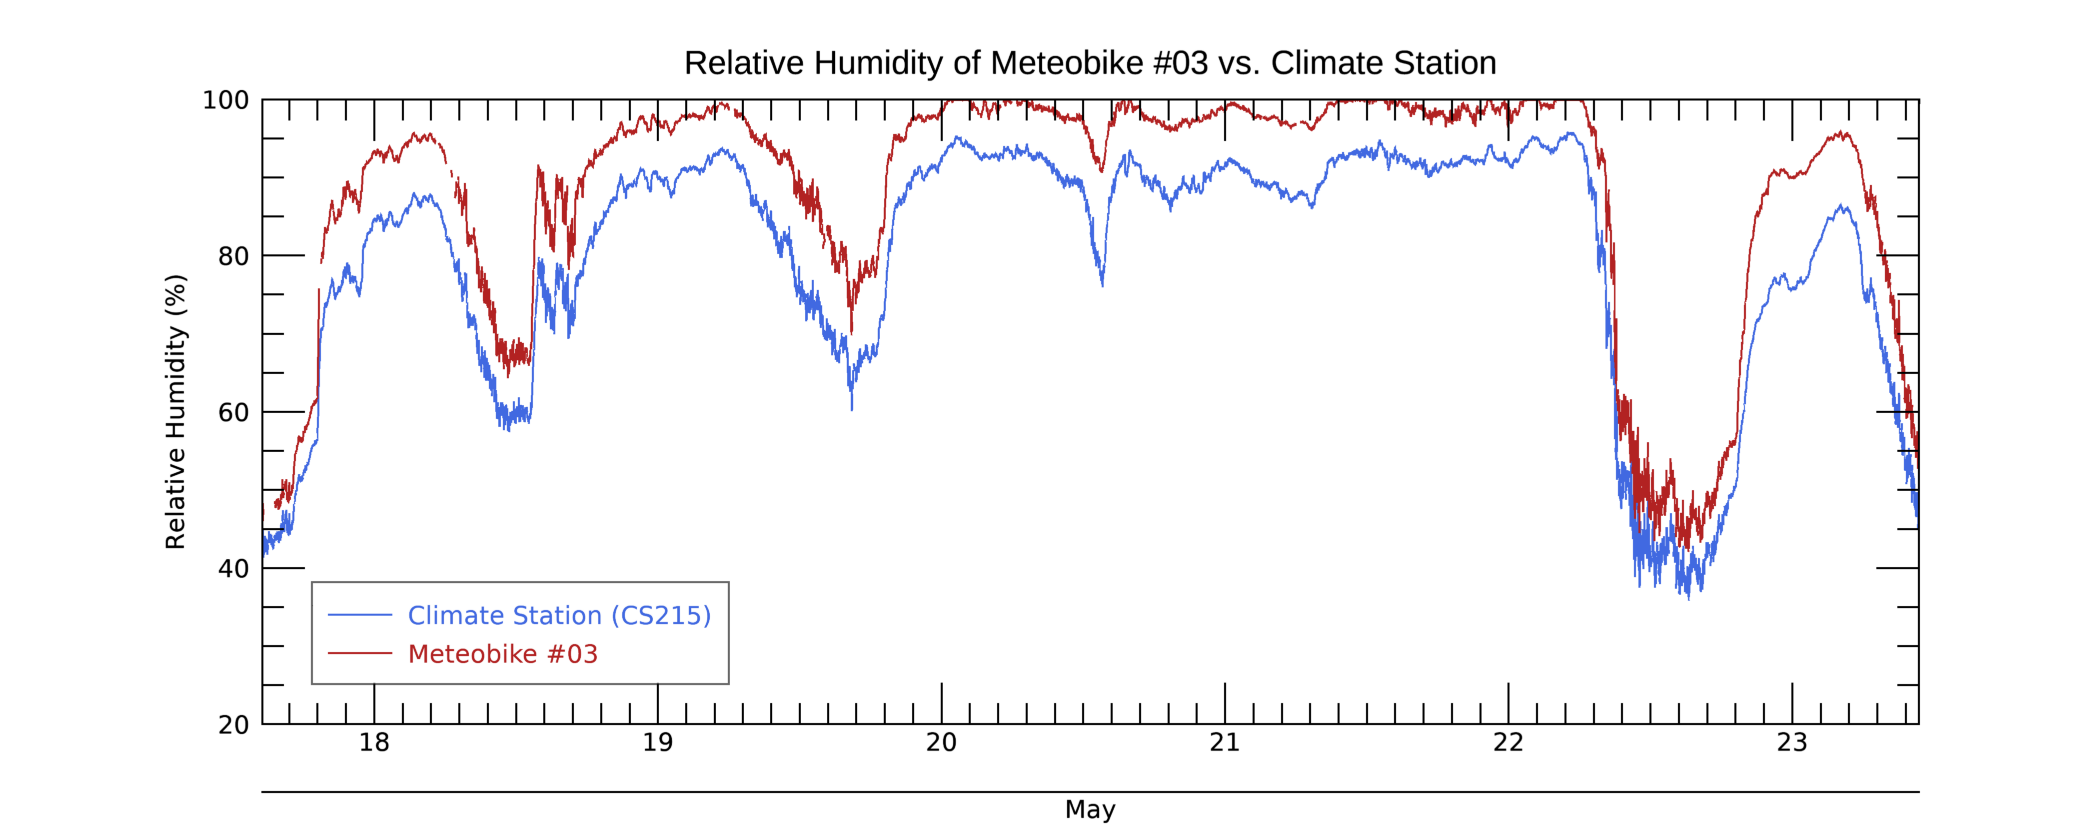 Relative Humidity of Meteobike #03 vs. Climate Station
Relative Humidity (%)
100
80
60
40
20
Climate Station (CS215)
Meteobike #03
18 19 20 21 22 23
May